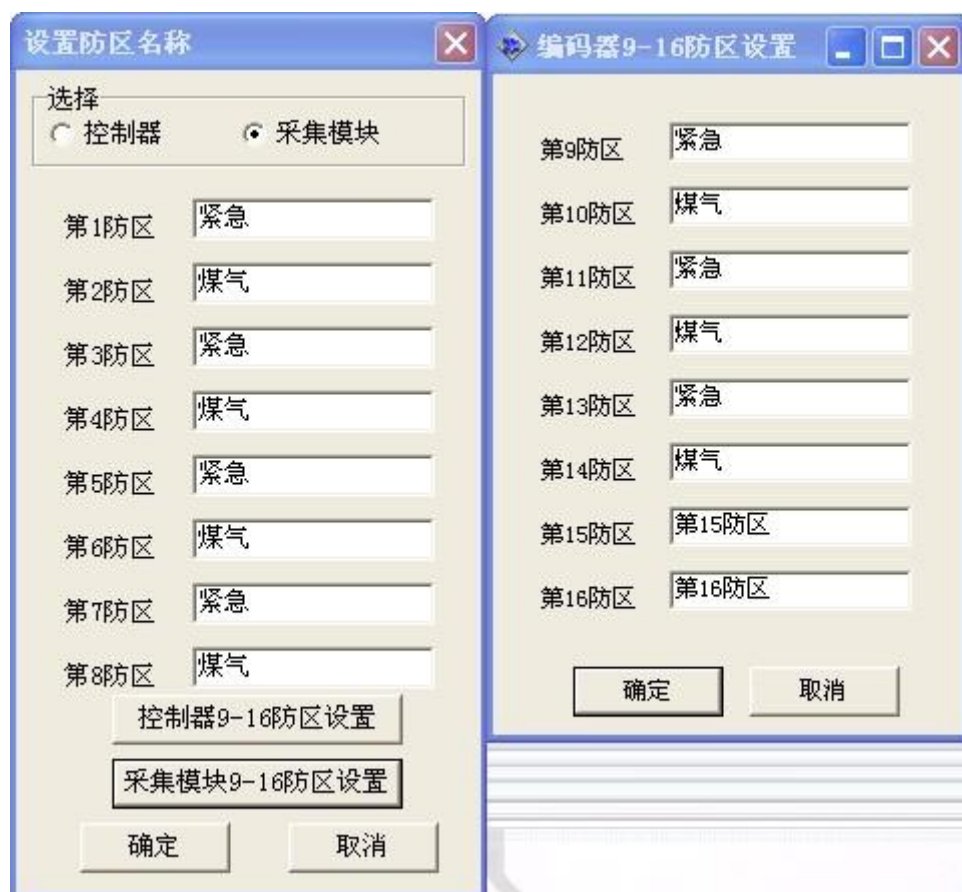 设置防区名称
选择
控制器
采集模块
第1防区 紧急
第2防区 煤气
第3防区 紧急
第4防区 煤气
第5防区 紧急
第6防区 煤气
第7防区 紧急
第8防区 煤气
控制器9-16防区设置
采集模块9-16防区设置
确定
取消
编码器9-16防区设置
第9防区 紧急
第10防区 煤气
第11防区 紧急
第12防区 煤气
第13防区 紧急
第14防区 煤气
第15防区 第15防区
第16防区 第16防区
确定
取消